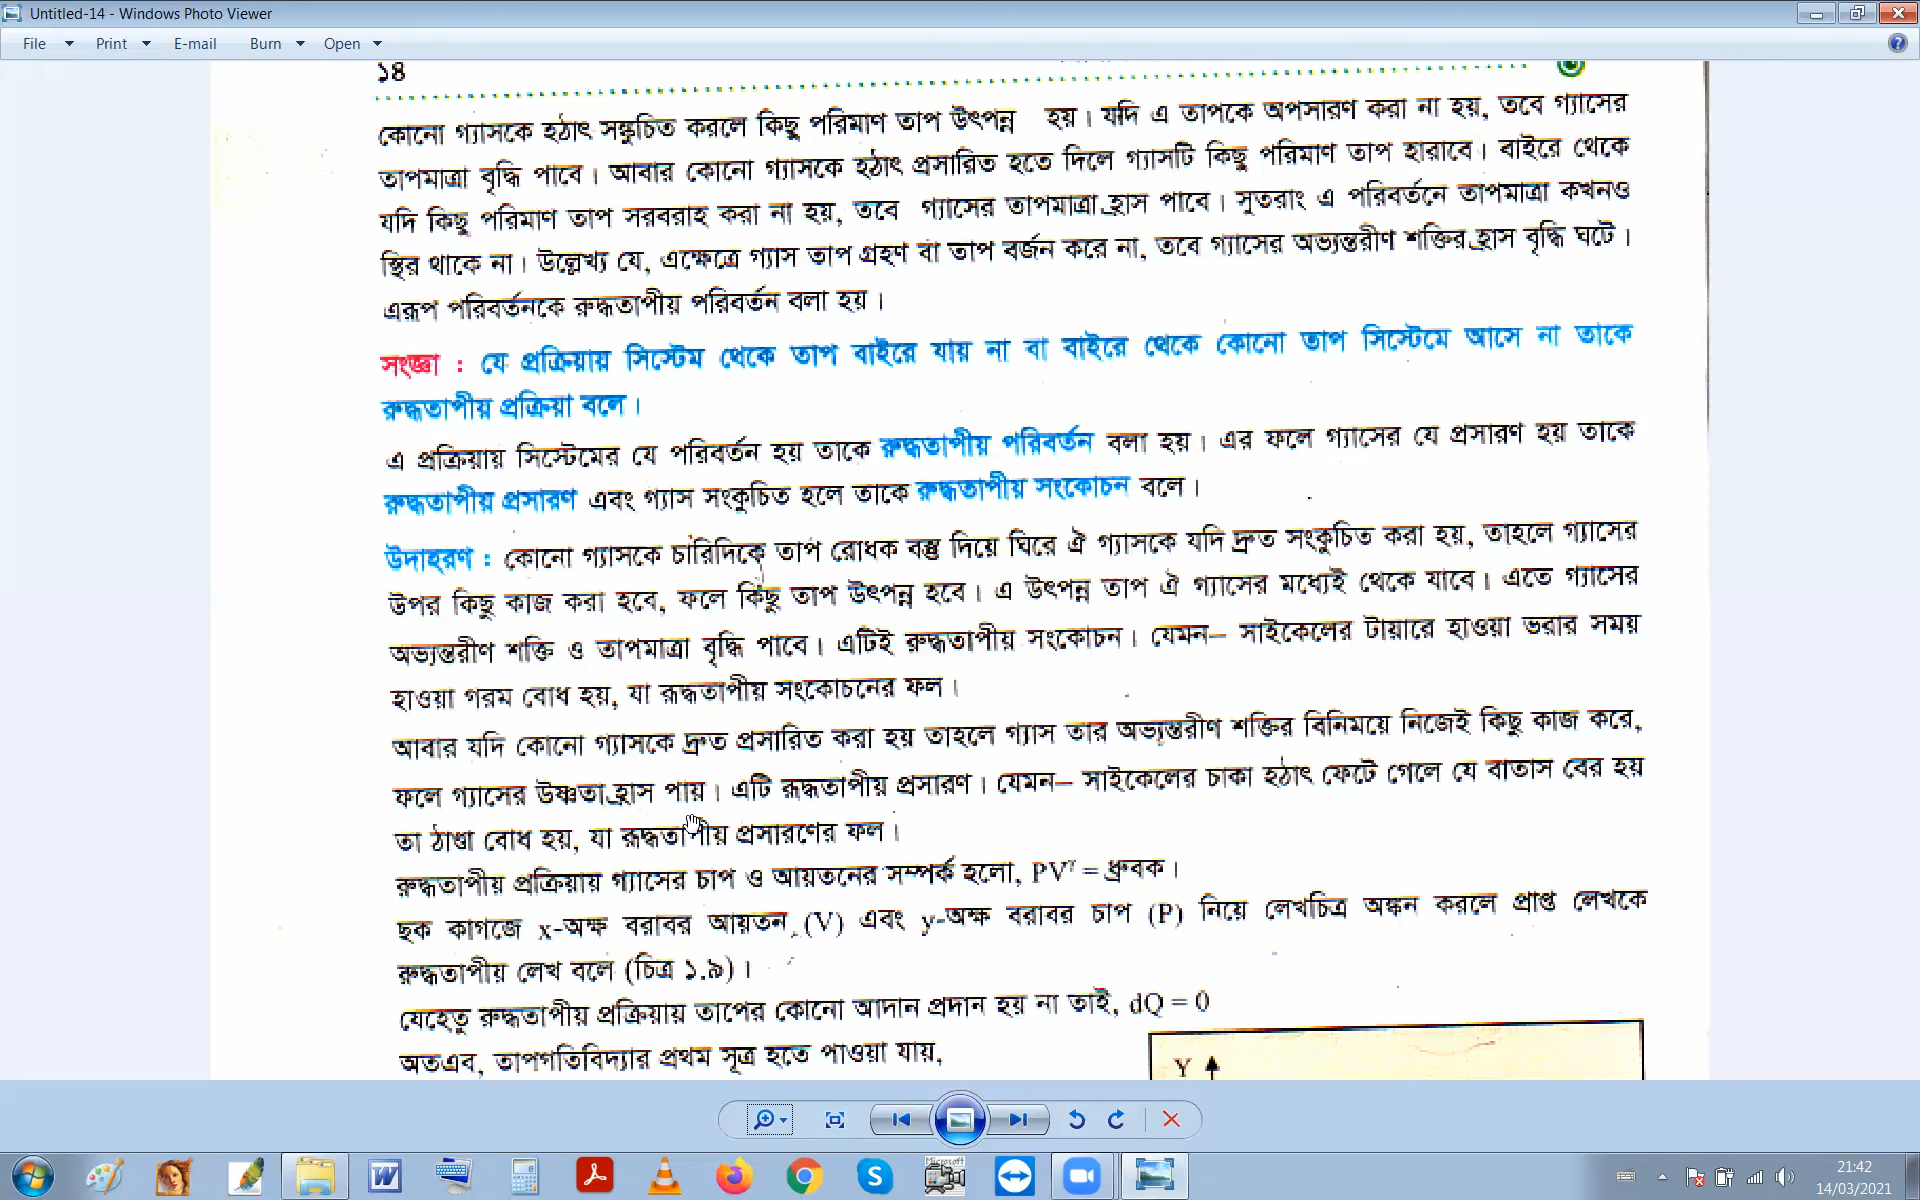 Untitled-14 - Windows Photo Viewer
File Print E-mail Burn Open
১৪
কোনো গ্যাসকে হঠাৎ সঙ্কুচিত করলে কিছু পরিমাণ তাপ উৎপন্ন হয়। যদি এ তাপকে অপসারণ করা না হয়, তবে গ্যাসের
তাপমাত্রা বৃদ্ধি পাবে। আবার কোনো গ্যাসকে হঠাৎ প্রসারিত হতে দিলে গ্যাসটি কিছু পরিমাণ তাপ হারাবে। বাইরে থেকে
যদি কিছু পরিমাণ তাপ সরবরাহ করা না হয়, তবে গ্যাসের তাপমাত্রা হ্রাস পাবে। সুতরাং এ পরিবর্তনে তাপমাত্রা কখনও
স্থির থাকে না। উল্লেখ্য যে, এক্ষেত্রে গ্যাস তাপ গ্রহণ বা তাপ বর্জন করে না, তবে গ্যাসের অভ্যন্তরীণ শক্তির হ্রাস বৃদ্ধি ঘটে।
এরূপ পরিবর্তনকে রুদ্ধতাপীয় পরিবর্তন বলা হয়।
সংজ্ঞা : যে প্রক্রিয়ায় সিস্টেম থেকে তাপ বাইরে যায় না বা বাইরে থেকে কোনো তাপ সিস্টেমে আসে না তাকে
রুদ্ধতাপীয় প্রক্রিয়া বলে।
এ প্রক্রিয়ায় সিস্টেমের যে পরিবর্তন হয় তাকে রুদ্ধতাপীয় পরিবর্তন বলা হয়। এর ফলে গ্যাসের যে প্রসারণ হয় তাকে
রুদ্ধতাপীয় প্রসারণ এবং গ্যাস সংকুচিত হলে তাকে রুদ্ধতাপীয় সংকোচন বলে।
উদাহরণ : কোনো গ্যাসকে চারিদিকে তাপ রোধক বস্তু দিয়ে ঘিরে ঐ গ্যাসকে যদি দ্রুত সংকুচিত করা হয়, তাহলে গ্যাসের
উপর কিছু কাজ করা হবে, ফলে কিছু তাপ উৎপন্ন হবে। এ উৎপন্ন তাপ ঐ গ্যাসের মধ্যেই থেকে যাবে। এতে গ্যাসের
অভ্যন্তরীণ শক্তি ও তাপমাত্রা বৃদ্ধি পাবে। এটিই রুদ্ধতাপীয় সংকোচন। যেমন– সাইকেলের টায়ারে হাওয়া ভরার সময়
হাওয়া গরম বোধ হয়, যা রূদ্ধতাপীয় সংকোচনের ফল।
আবার যদি কোনো গ্যাসকে দ্রুত প্রসারিত করা হয় তাহলে গ্যাস তার অভ্যন্তরীণ শক্তির বিনিময়ে নিজেই কিছু কাজ করে,
ফলে গ্যাসের উষ্ণতা হ্রাস পায়। এটি রূদ্ধতাপীয় প্রসারণ। যেমন– সাইকেলের চাকা হঠাৎ ফেটে গেলে যে বাতাস বের হয়
তা ঠাণ্ডা বোধ হয়, যা রূদ্ধতাপীয় প্রসারণের ফল।
রুদ্ধতাপীয় প্রক্রিয়ায় গ্যাসের চাপ ও আয়তনের সম্পর্ক হলো, PVᵞ = ধ্রুবক।
ছক কাগজে x-অক্ষ বরাবর আয়তন (V) এবং y-অক্ষ বরাবর চাপ (P) নিয়ে লেখচিত্র অঙ্কন করলে প্রাপ্ত লেখকে
রুদ্ধতাপীয় লেখ বলে (চিত্র ১.৯)।
যেহেতু রুদ্ধতাপীয় প্রক্রিয়ায় তাপের কোনো আদান প্রদান হয় না তাই, dQ = 0
অতএব, তাপগতিবিদ্যার প্রথম সূত্র হতে পাওয়া যায়,
Y
21:42
14/03/2021